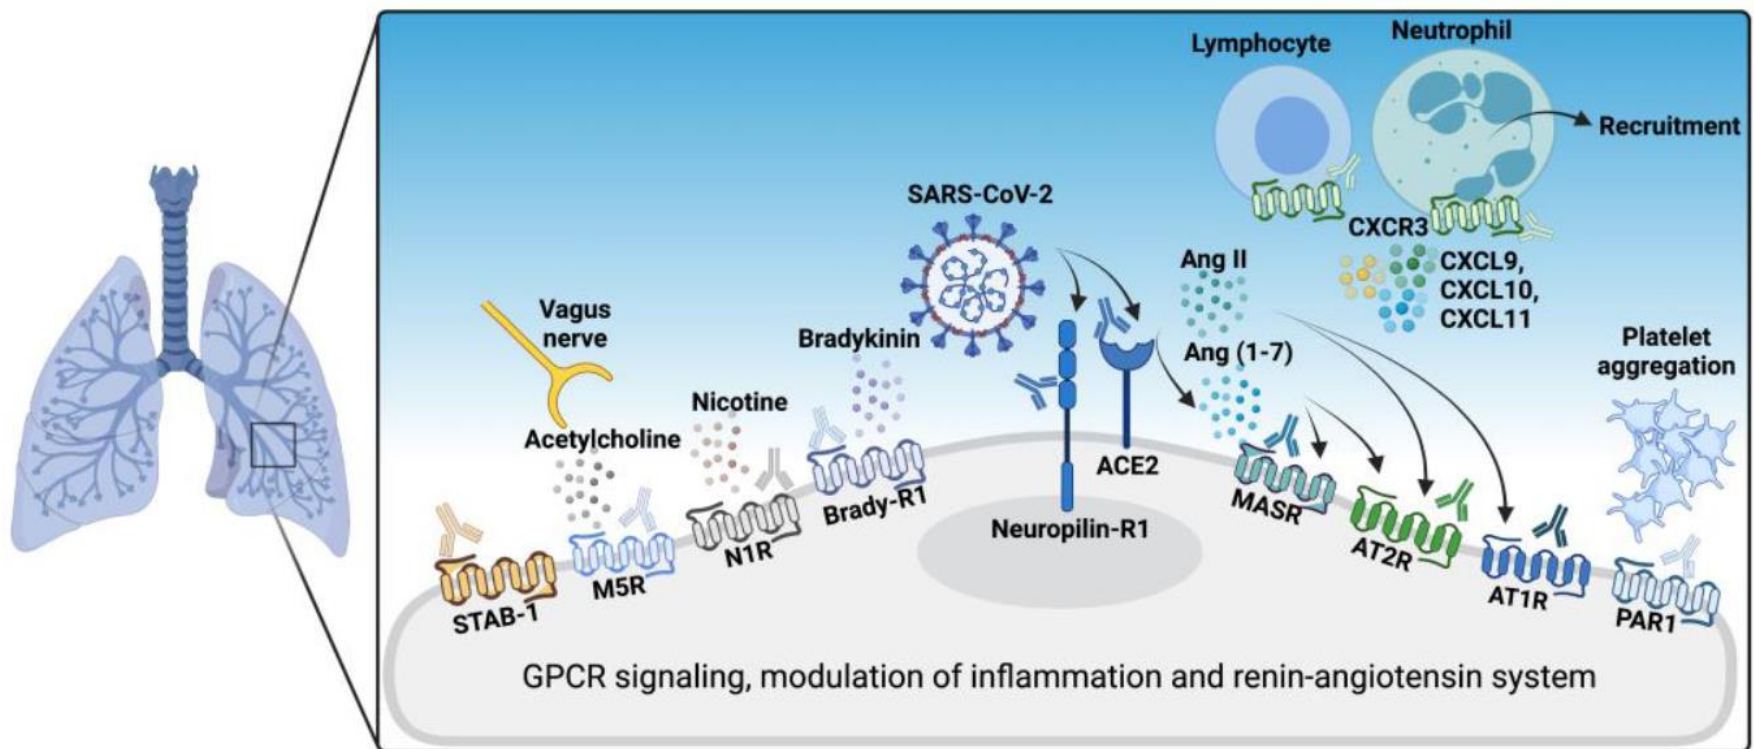 Lymphocyte
Neutrophil
Recruitment
SARS-CoV-2
CXCR3
Ang II
CXCL9,
CXCL10,
CXCL11
Vagus
nerve
Bradykinin
Platelet
aggregation
Ang (1-7)
Nicotine
Acetylcholine
ACE2
MASR
Brady-R1
Neuropilin-R1
N1R
AT2R
M5R
AT1R
STAB-1
PAR1
GPCR signaling, modulation of inflammation and renin-angiotensin system